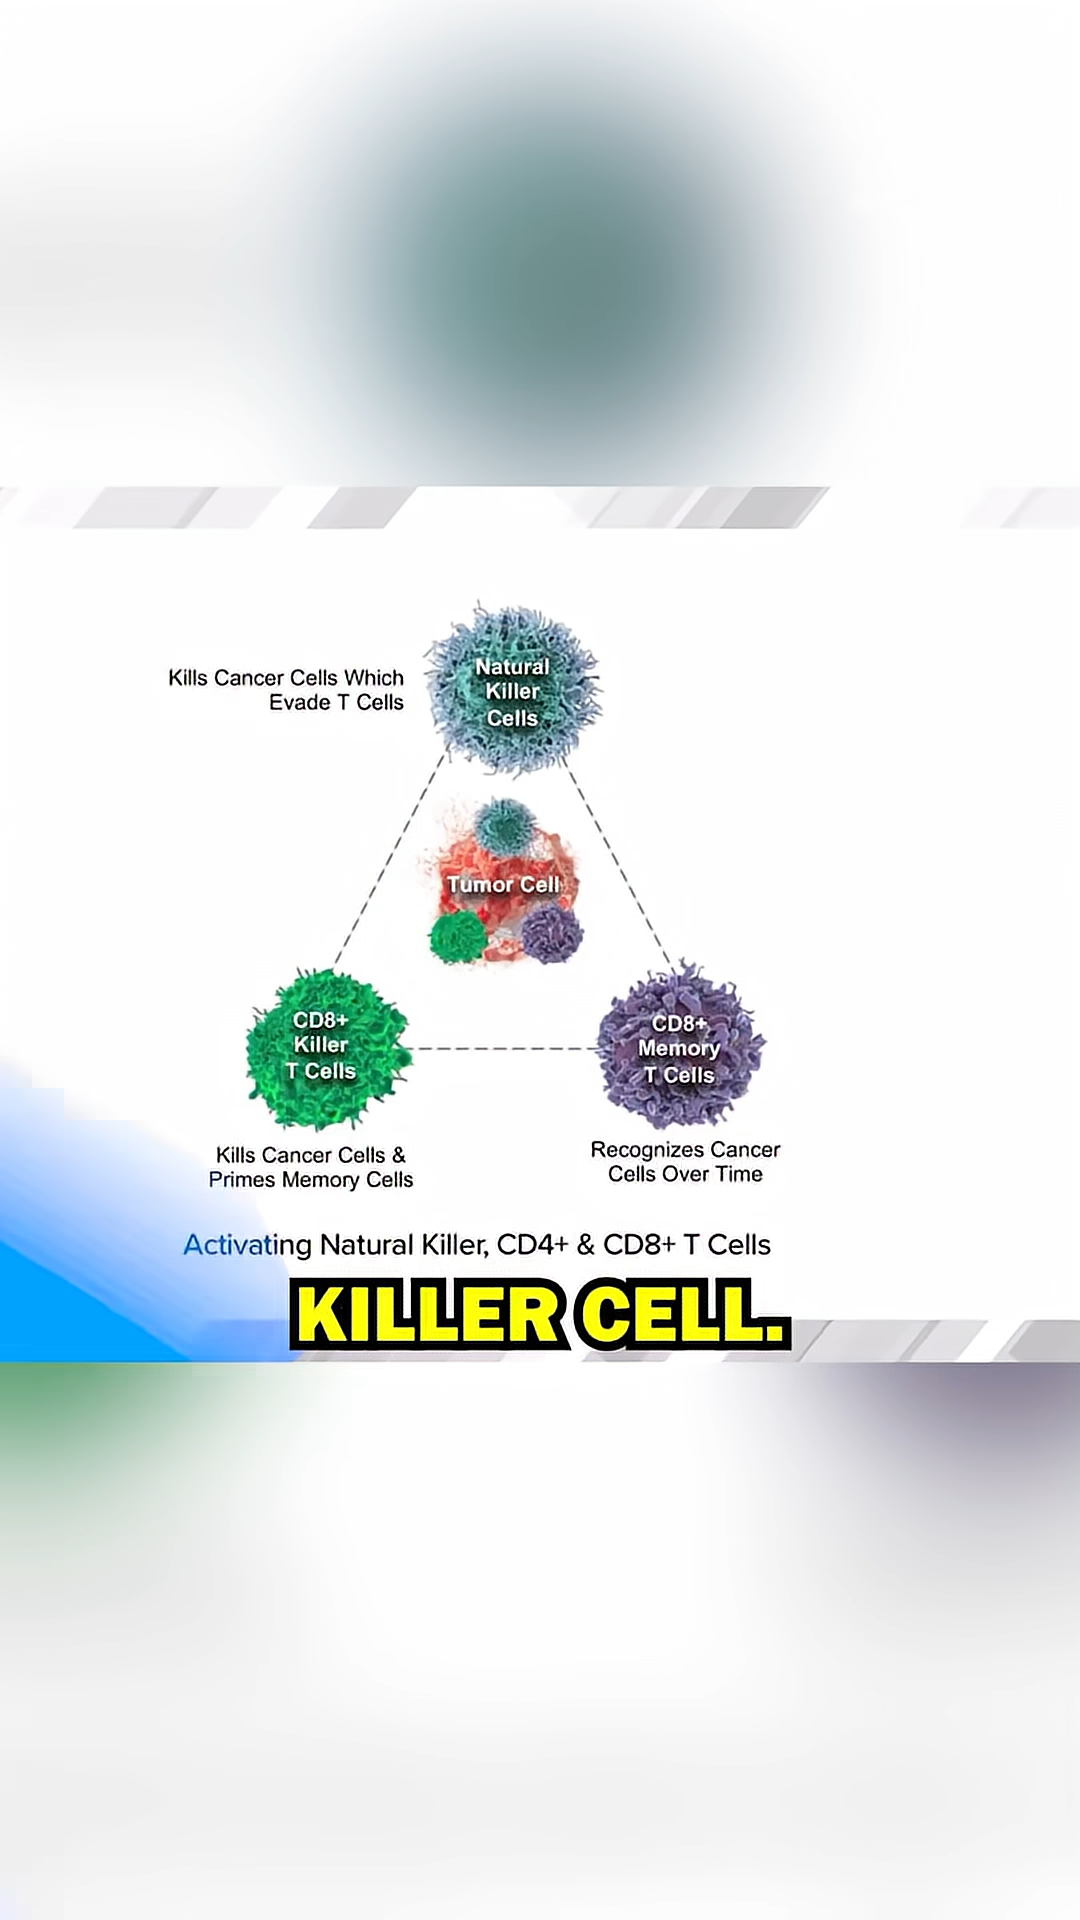 Natural
Killer
Cells
Kills Cancer Cells Which
Evade T Cells
Tumor Cell
CD8+
Killer
T Cells
CD8+
Memory
T Cells
Kills Cancer Cells &
Primes Memory Cells
Recognizes Cancer
Cells Over Time
Activating Natural Killer, CD4+ & CD8+ T Cells
KILLER CELL.